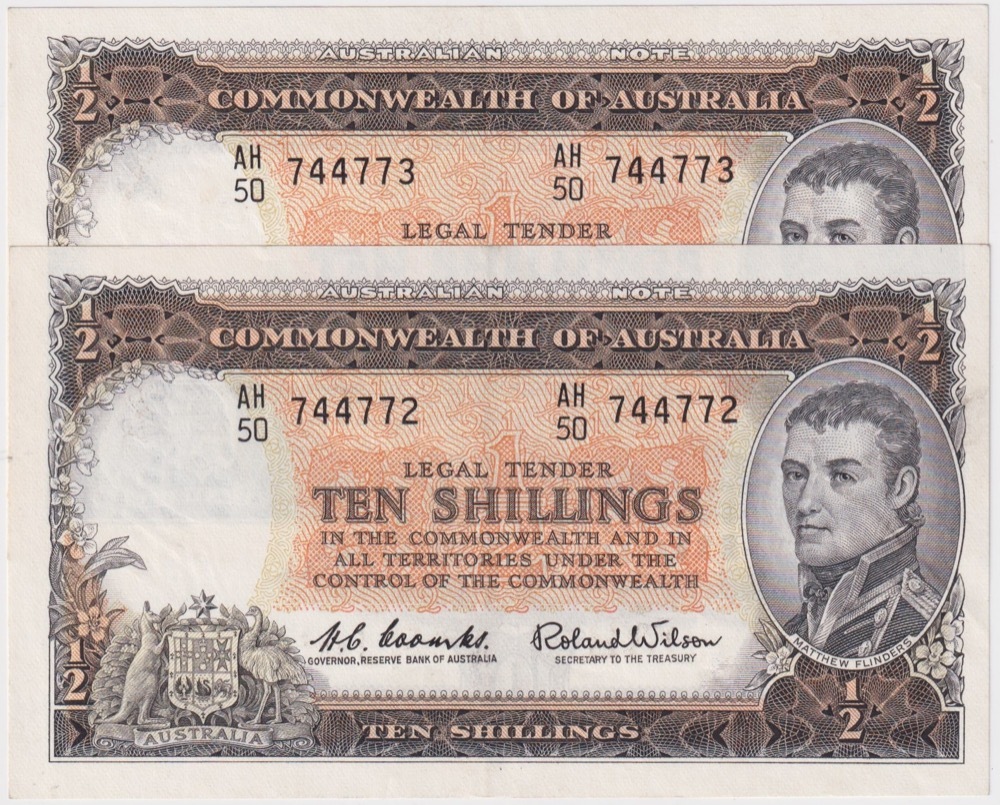 AUSTRALIAN NOTE
1/2 COMMONWEALTH OF AUSTRALIA 1/2
AH 50 744773 AH 50 744773
LEGAL TENDER
AUSTRALIAN NOTE
1/2 COMMONWEALTH OF AUSTRALIA 1/2
AH 50 744772 AH 50 744772
LEGAL TENDER
TEN SHILLINGS
IN THE COMMONWEALTH AND IN
ALL TERRITORIES UNDER THE
CONTROL OF THE COMMONWEALTH
H.C. Coombs. Roland Wilson
GOVERNOR, RESERVE BANK OF AUSTRALIA SECRETARY TO THE TREASURY
MATTHEW FLINDERS
1/2 1/2
AUSTRALIA
TEN SHILLINGS